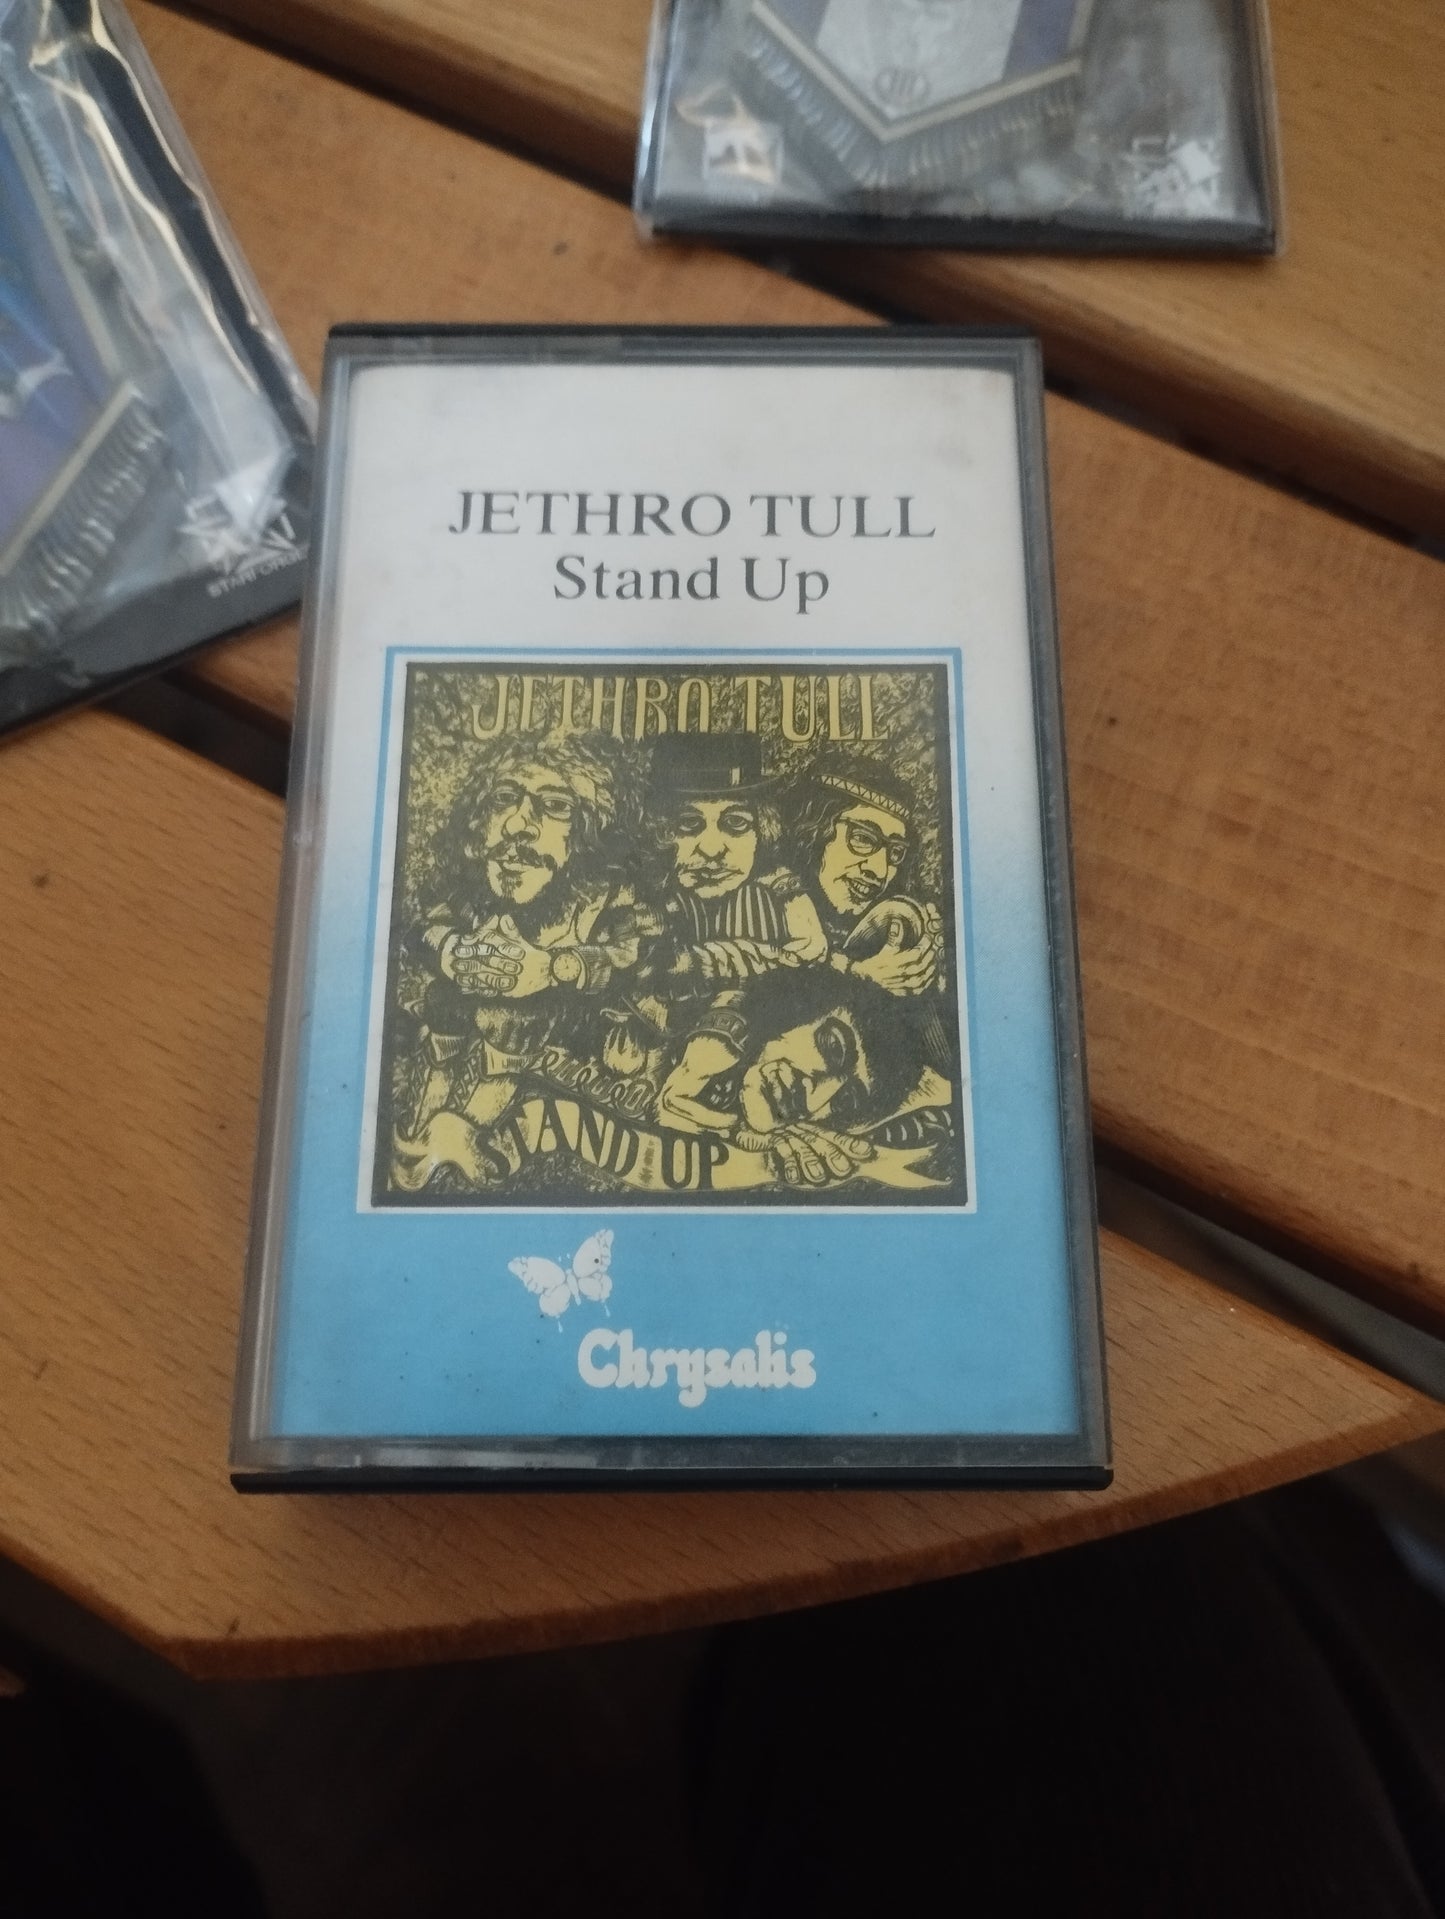 JETHRO TULL
Stand Up
JETHRO TULL
STAND UP
Chrysalis